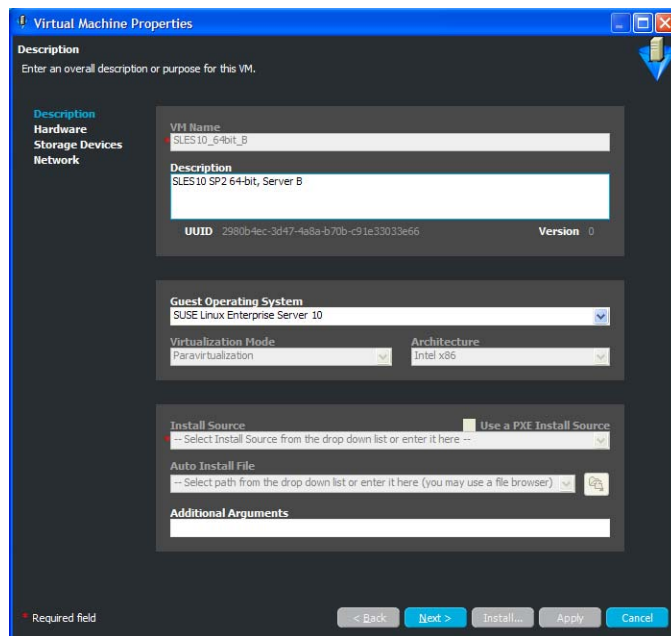 Virtual Machine Properties
Description
Enter an overall description or purpose for this VM.
Description
Hardware
Storage Devices
Network
VM Name
* SLES10_64bit_B
Description
SLES10 SP2 64-bit, Server B
UUID 2980b4ec-3d47-4a8a-b70b-c91e33033e66 Version 0
Guest Operating System
SUSE Linux Enterprise Server 10
Virtualization Mode Architecture
Paravirtualization Intel x86
Install Source Use a PXE Install Source
* -- Select Install Source from the drop down list or enter it here --
Auto Install File
-- Select path from the drop down list or enter it here (you may use a file browser)
Additional Arguments
* Required field < Back Next > Install... Apply Cancel